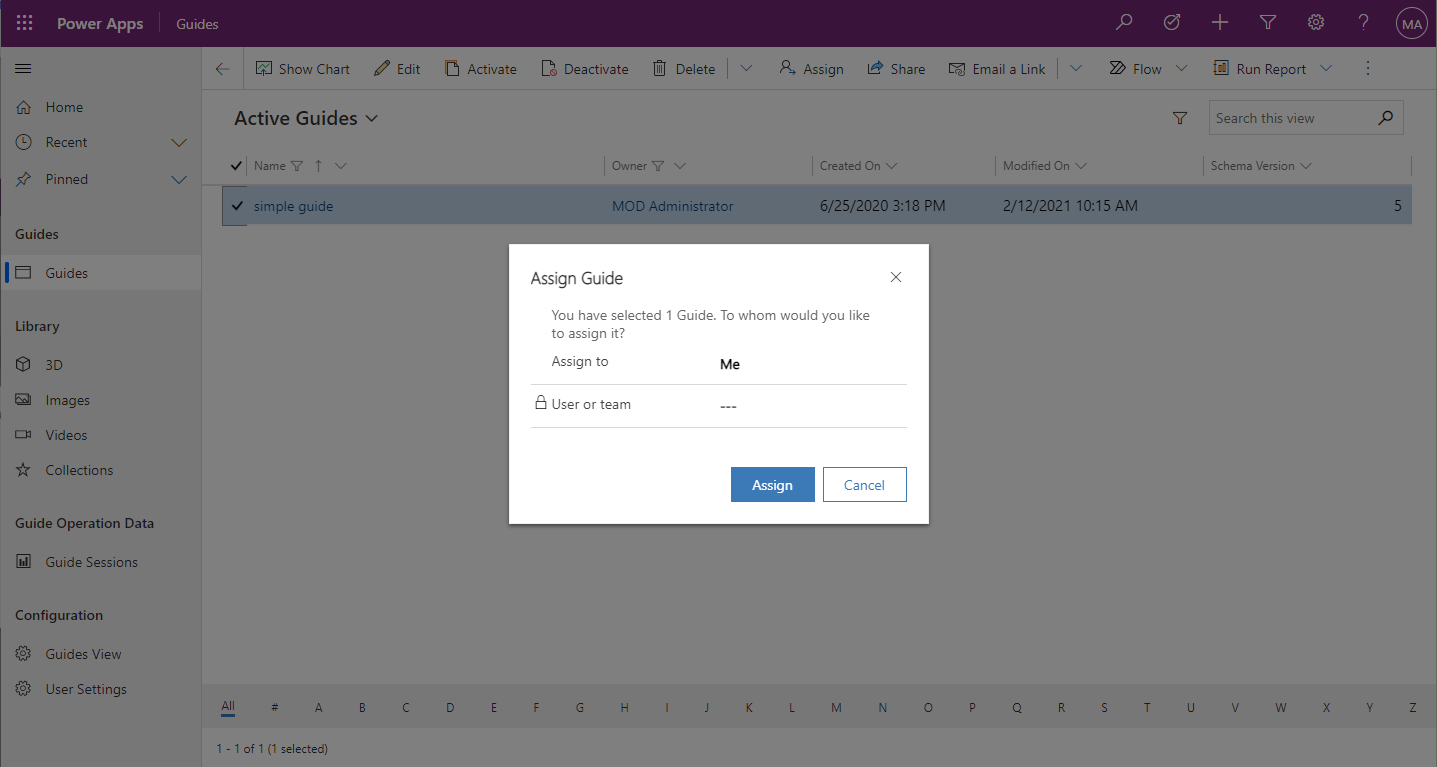 Power Apps Guides MA
Show Chart Edit Activate Deactivate Delete Assign Share Email a Link Flow Run Report
Home
Recent
Pinned
Guides
Guides
Library
3D
Images
Videos
Collections
Guide Operation Data
Guide Sessions
Configuration
Guides View
User Settings
Active Guides Search this view
Name Owner Created On Modified On Schema Version
simple guide MOD Administrator 6/25/2020 3:18 PM 2/12/2021 10:15 AM 5
Assign Guide
You have selected 1 Guide. To whom would you like
to assign it?
Assign to Me
User or team ---
Assign Cancel
All # A B C D E F G H I J K L M N O P Q R S T U V W X Y Z
1 - 1 of 1 (1 selected)